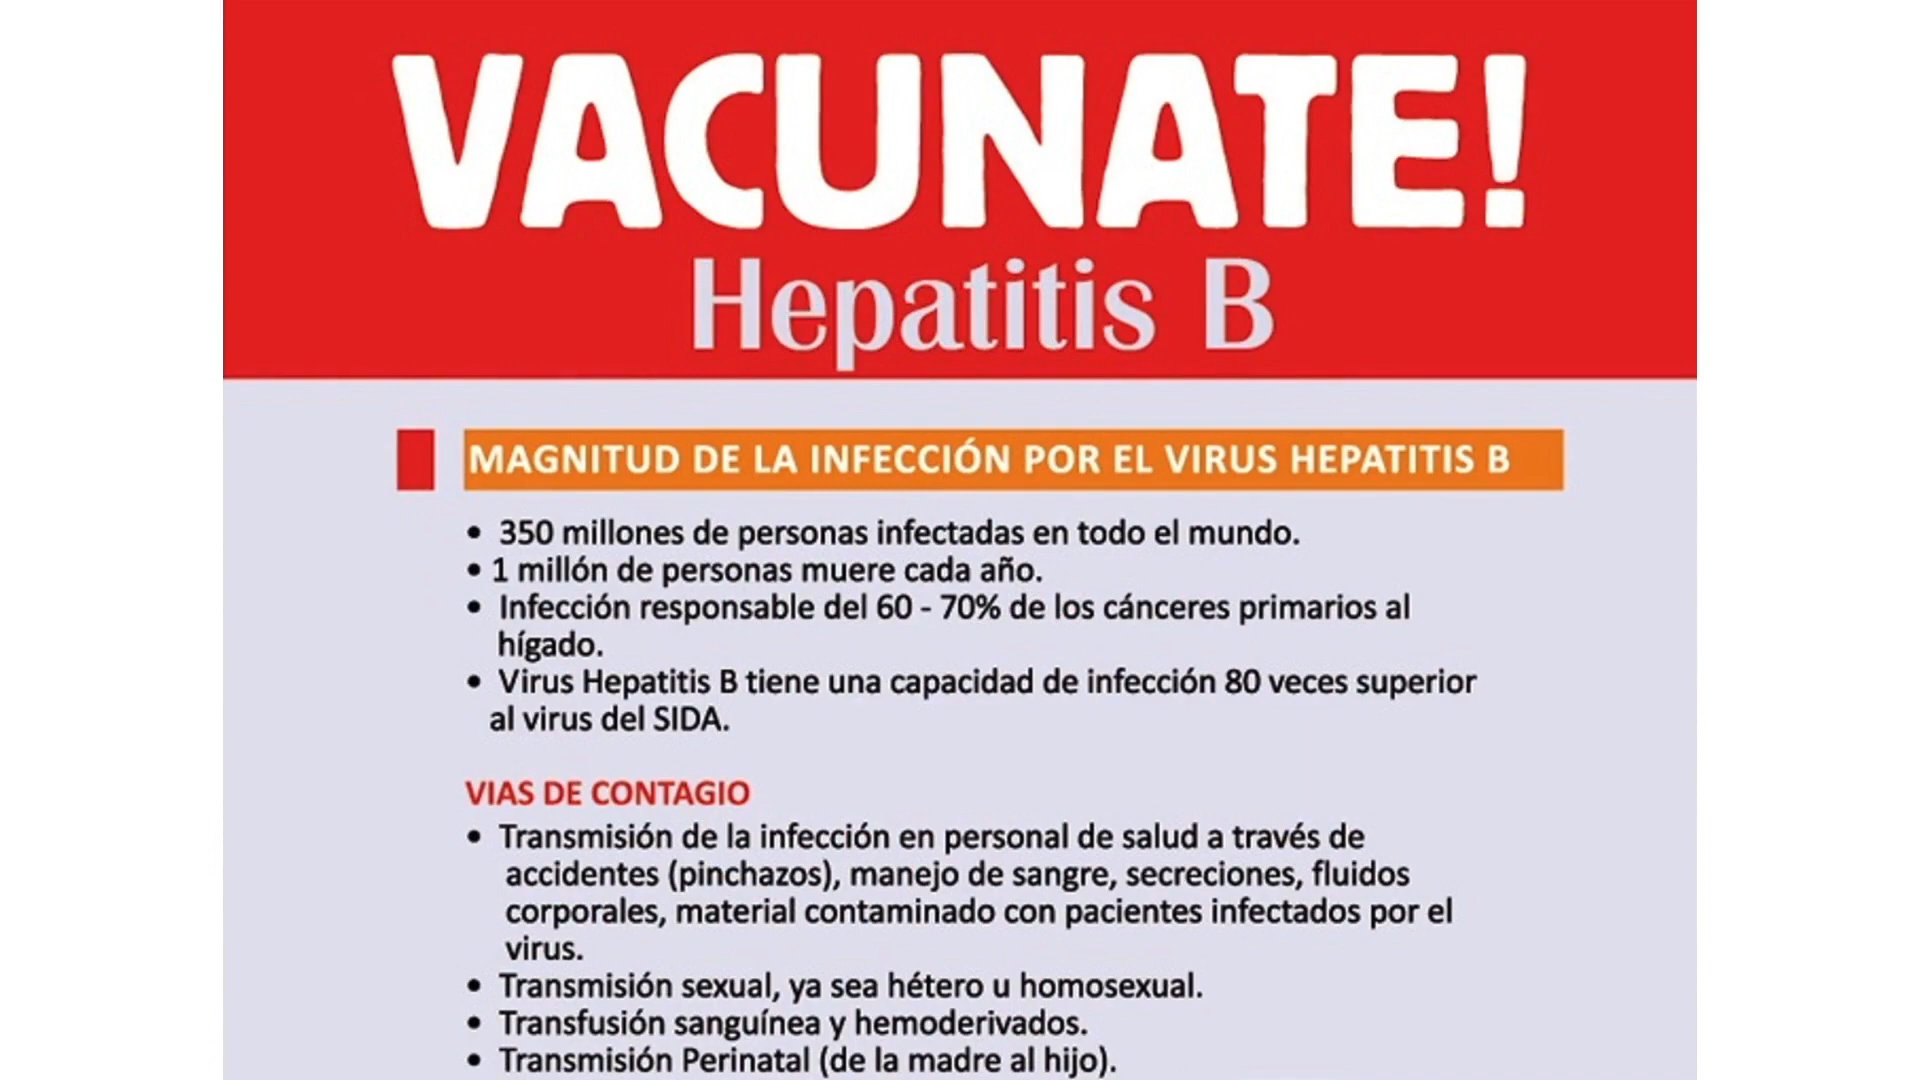 VACUNATE!
Hepatitis B
MAGNITUD DE LA INFECCIÓN POR EL VIRUS HEPATITIS B
• 350 millones de personas infectadas en todo el mundo.
• 1 millón de personas muere cada año.
• Infección responsable del 60 - 70% de los cánceres primarios al
hígado.
• Virus Hepatitis B tiene una capacidad de infección 80 veces superior
al virus del SIDA.
VIAS DE CONTAGIO
• Transmisión de la infección en personal de salud a través de
accidentes (pinchazos), manejo de sangre, secreciones, fluidos
corporales, material contaminado con pacientes infectados por el
virus.
• Transmisión sexual, ya sea hétero u homosexual.
• Transfusión sanguínea y hemoderivados.
• Transmisión Perinatal (de la madre al hijo).